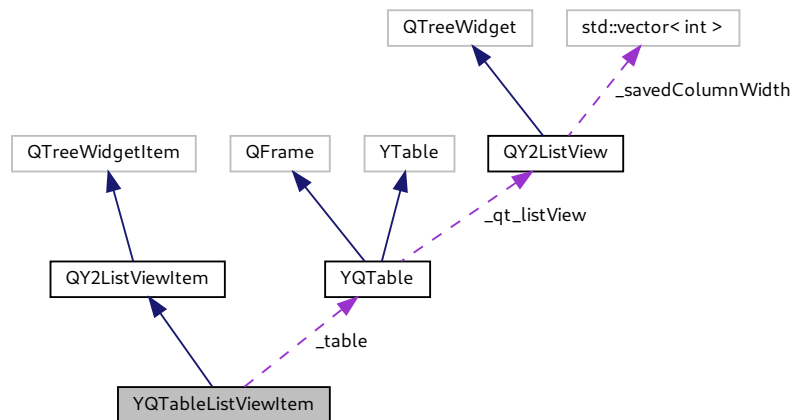 QTreeWidget
std::vector< int >
_savedColumnWidth
QTreeWidgetItem
QFrame
YTable
QY2ListView
_qt_listView
QY2ListViewItem
YQTable
_table
YQTableListViewItem